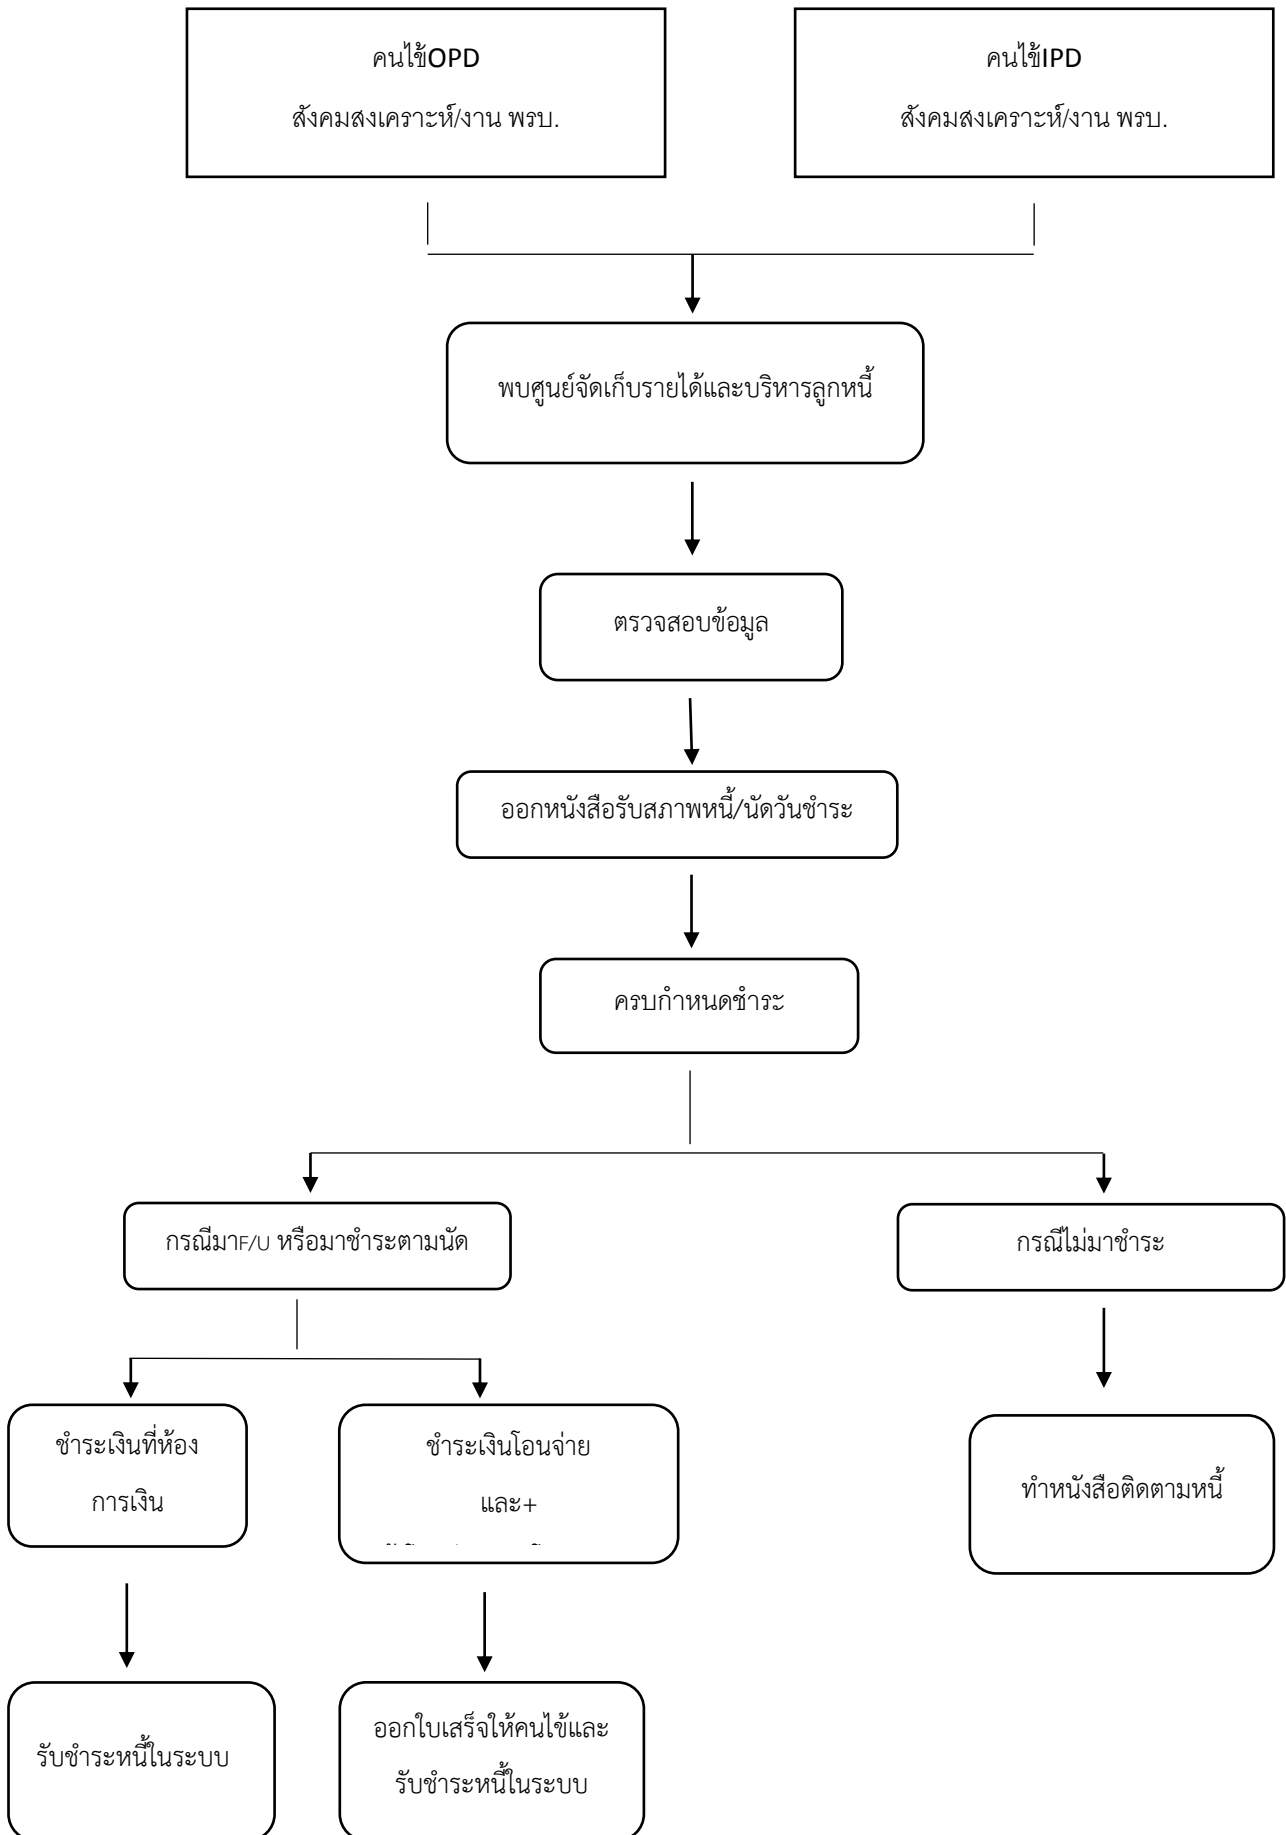 คนไข้OPD
สังคมสงเคราะห์/งาน พรบ.
คนไข้IPD
สังคมสงเคราะห์/งาน พรบ.
พบศูนย์จัดเก็บรายได้และบริหารลูกหนี้
ตรวจสอบข้อมูล
ออกหนังสือรับสภาพหนี้/นัดวันชำระ
ครบกำหนดชำระ
กรณีมาF/U หรือมาชำระตามนัด
กรณีไม่มาชำระ
ชำระเงินที่ห้อง
การเงิน
ชำระเงินโอนจ่าย
และ+
ทำหนังสือติดตามหนี้
รับชำระหนี้ในระบบ
ออกใบเสร็จให้คนไข้และ
รับชำระหนี้ในระบบ